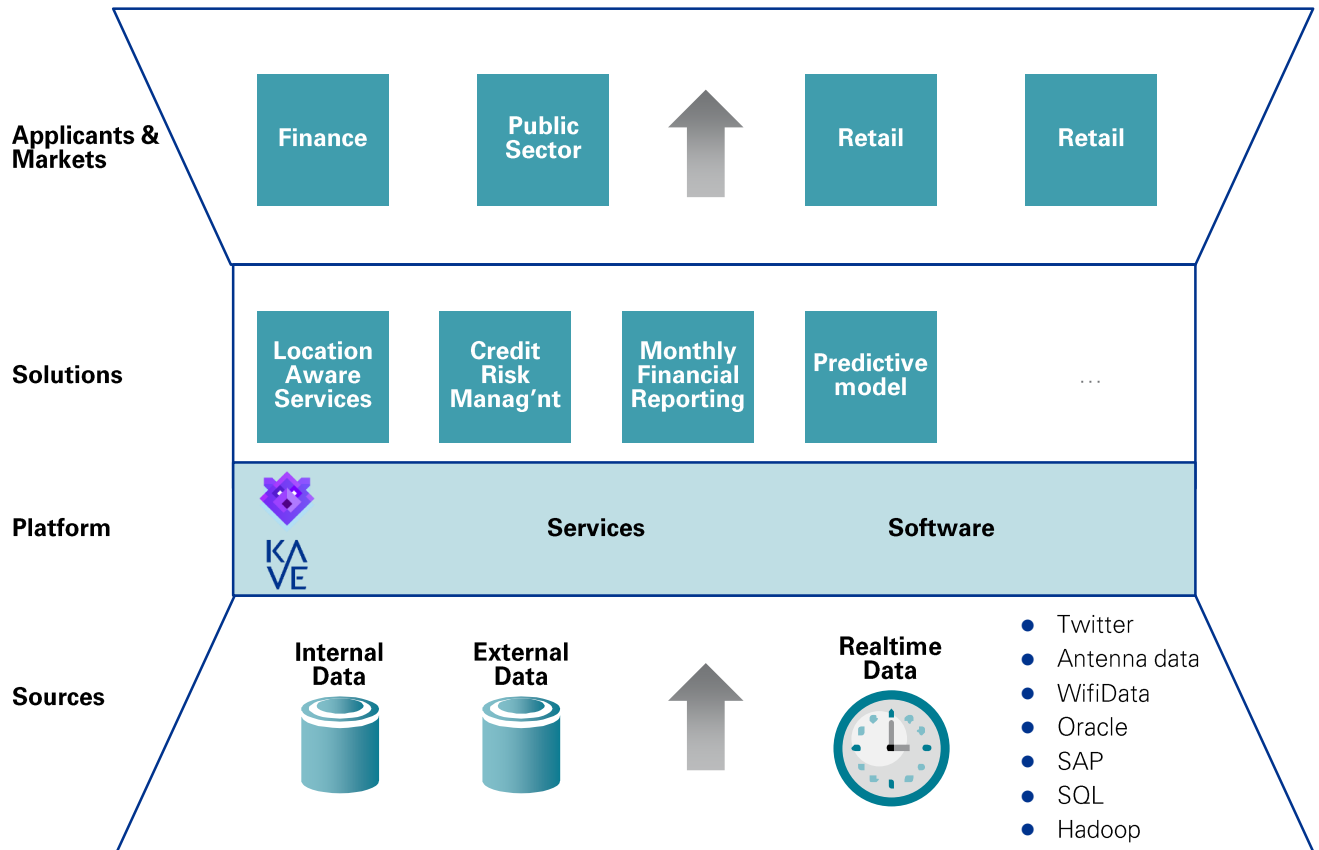 Applicants &
Markets
Finance
Public
Sector
Retail
Retail
Solutions
Location
Aware
Services
Credit
Risk
Manag’nt
Monthly
Financial
Reporting
Predictive
model
...
Platform
KA
VE
Services
Software
Sources
Internal
Data
External
Data
Realtime
Data
Twitter
Antenna data
WifiData
Oracle
SAP
SQL
Hadoop